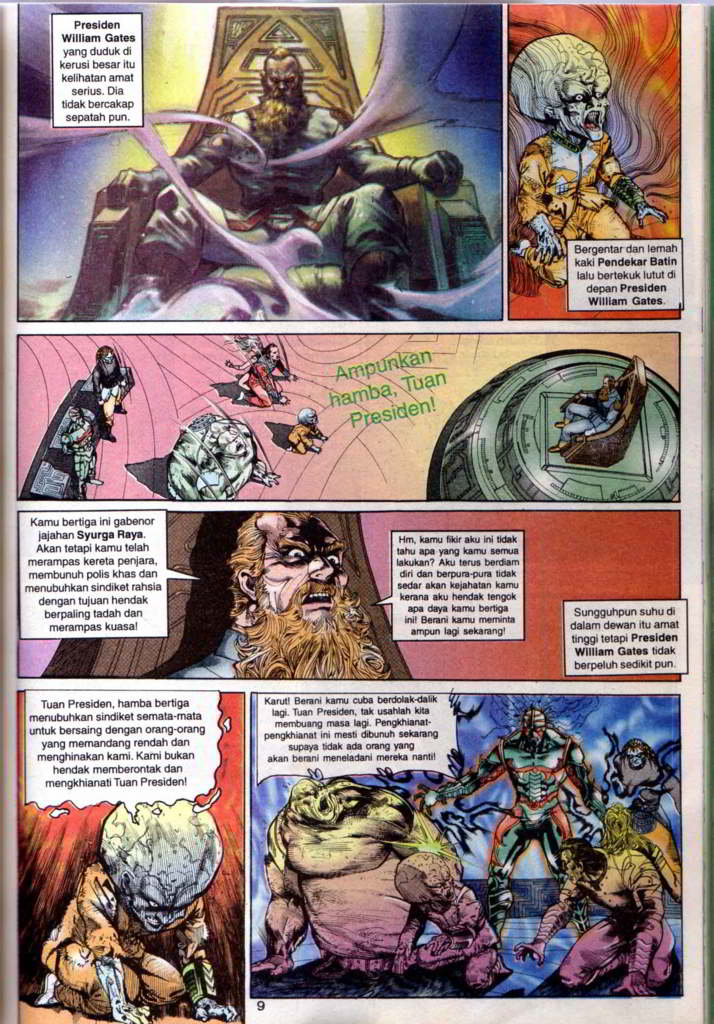 Presiden
William Gates
yang duduk di
kerusi besar itu
kelihatan amat
serius. Dia
tidak bercakap
sepatah pun.
Bergentar dan lemah
kaki Pendekar Batin
lalu bertekuk lutut di
depan Presiden
William Gates.
Ampunkan
hamba, Tuan
Presiden!
Kamu bertiga ini gabenor
jajahan Syurga Raya.
Akan tetapi kamu telah
merampas kereta penjara,
membunuh polis khas dan
menubuhkan sindiket rahsia
dengan tujuan hendak
berpaling tadah dan
merampas kuasa!
Hm, kamu fikir aku ini tidak
tahu apa yang kamu semua
lakukan? Aku terus berdiam
diri dan berpura-pura tidak
sedar akan kejahatan kamu
kerana aku hendak tengok
apa daya kamu bertiga
ini! Berani kamu meminta
ampun lagi sekarang!
Sungguhpun suhu di
dalam dewan itu amat
tinggi tetapi Presiden
William Gates tidak
berpeluh sedikit pun.
Tuan Presiden, hamba bertiga
menubuhkan sindiket semata-mata
untuk bersaing dengan orang-orang
yang memandang rendah dan
menghinakan kami. Kami bukan
hendak memberontak dan
mengkhianati Tuan Presiden!
Karut! Berani kamu cuba berdolak-dalik
lagi. Tuan Presiden, tak usahlah kita
membuang masa lagi. Pengkhianat-
pengkhianat ini mesti dibunuh sekarang
supaya tidak ada orang yang
akan berani meneladani mereka nanti!
9